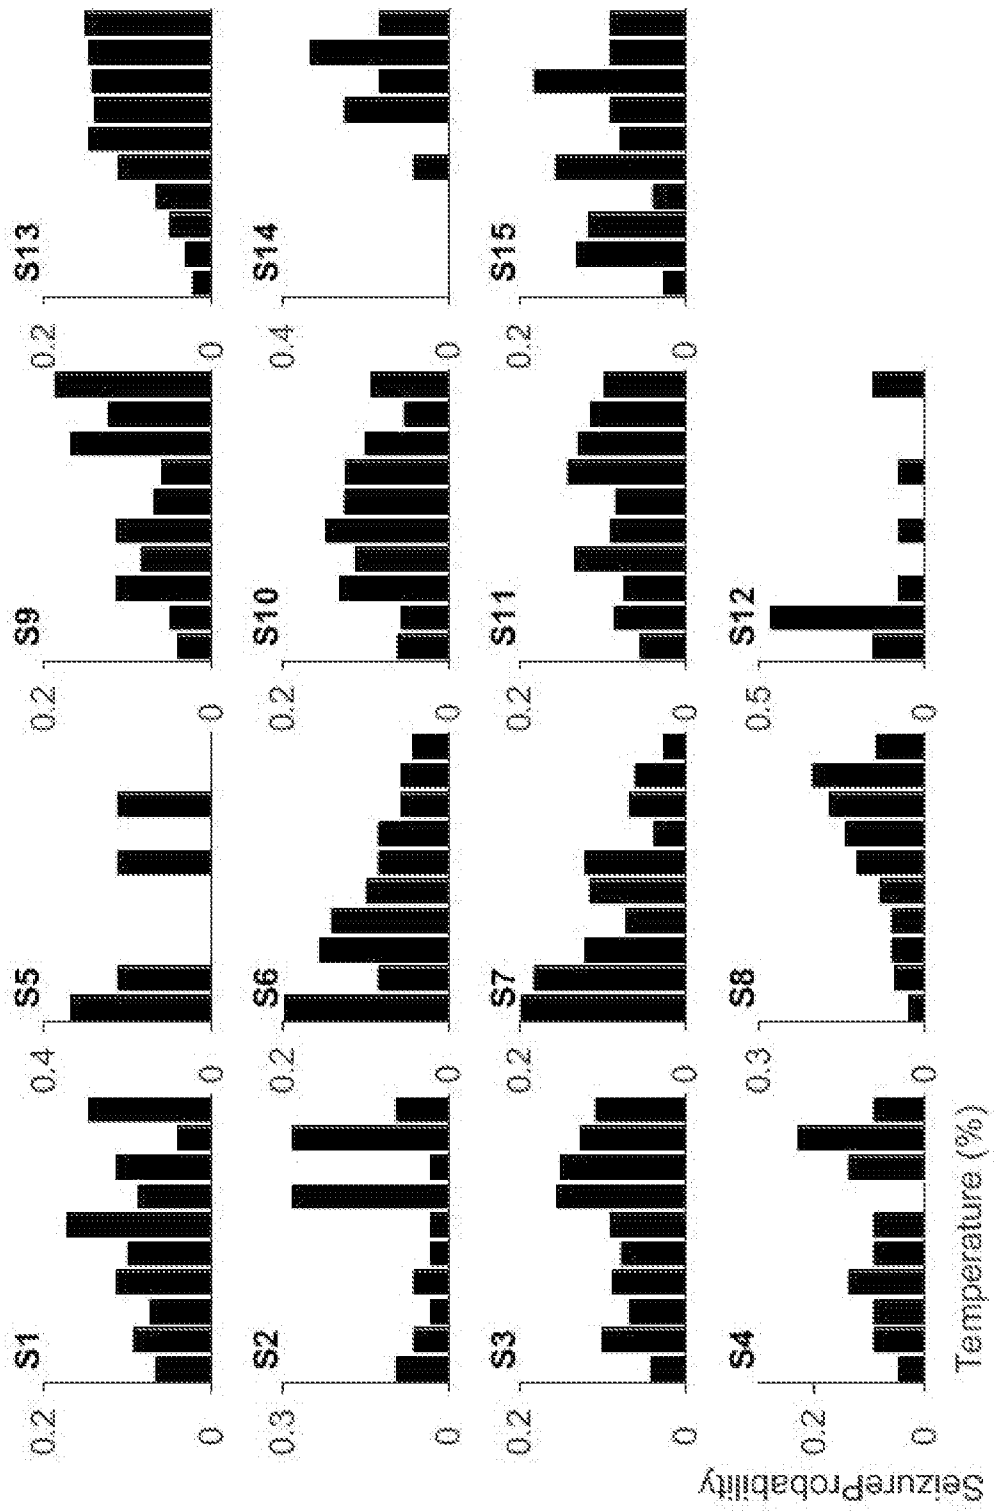 S1 S5 S9 S13
0.2 0.4 0.2 0.2
0 0 0 0
S2 S6 S10 S14
0.3 0.2 0.2 0.4
0 0 0 0
S3 S7 S11 S15
0.2 0.2 0.2 0.2
0 0 0 0
S4 S8 S12
0.2 0.3 0.5
0 0 0
SeizureProbability
Temperature (%)